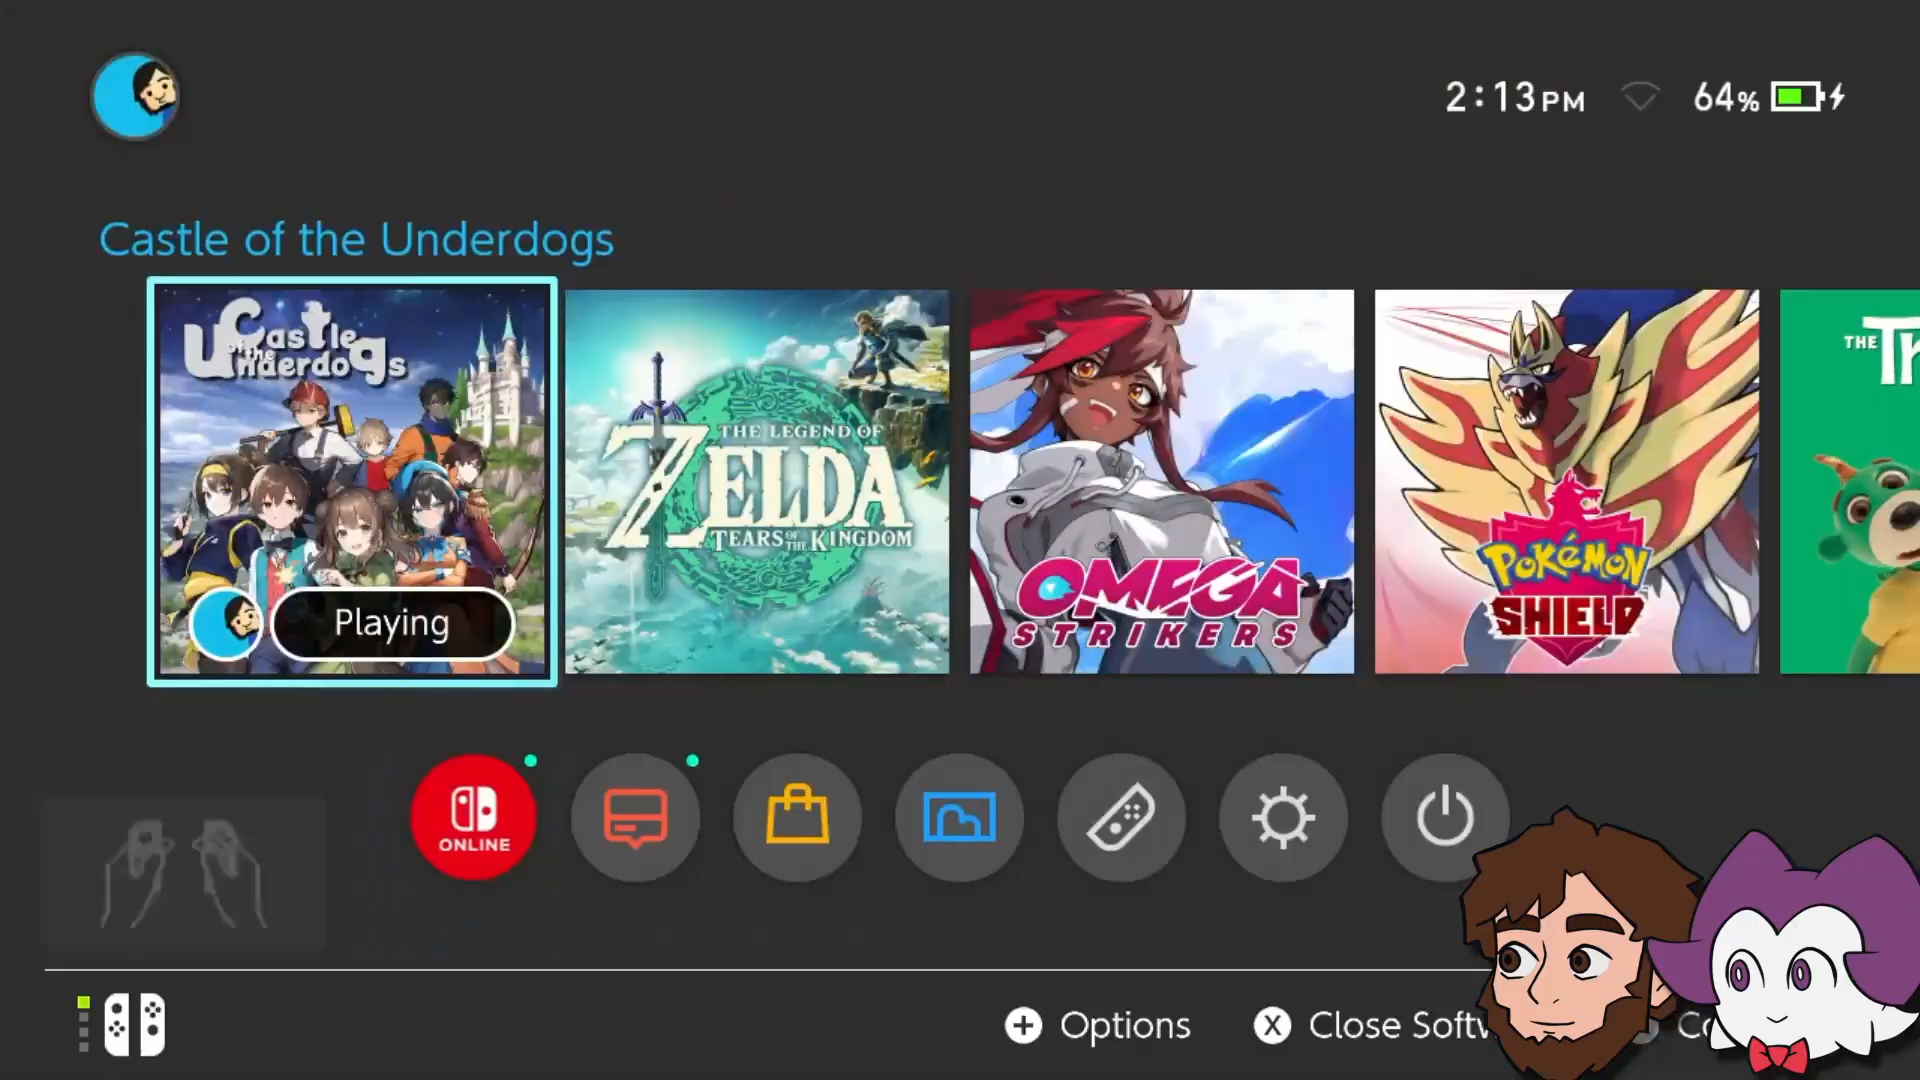 2:13 PM
64%
Castle of the Underdogs
Castle
of the
Underdogs
Playing
THE LEGEND OF
ZELDA
TEARS OF THE KINGDOM
OMEGA
STRIKERS
POKÉMON
SHIELD
THE
ONLINE
+ Options
X Close Softw